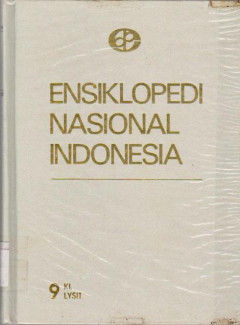 ENSIKLOPEDI
NASIONAL
INDONESIA
9 KL
LYSIT